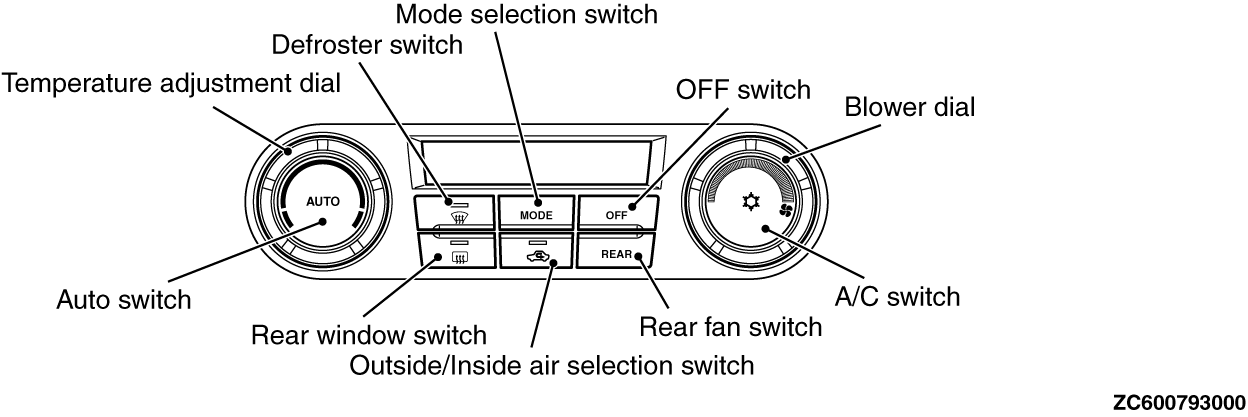 Mode selection switch
Defroster switch
Temperature adjustment dial
OFF switch
Blower dial
AUTO
MODE
OFF
REAR
Auto switch
A/C switch
Rear window switch
Rear fan switch
Outside/Inside air selection switch
ZC600793000